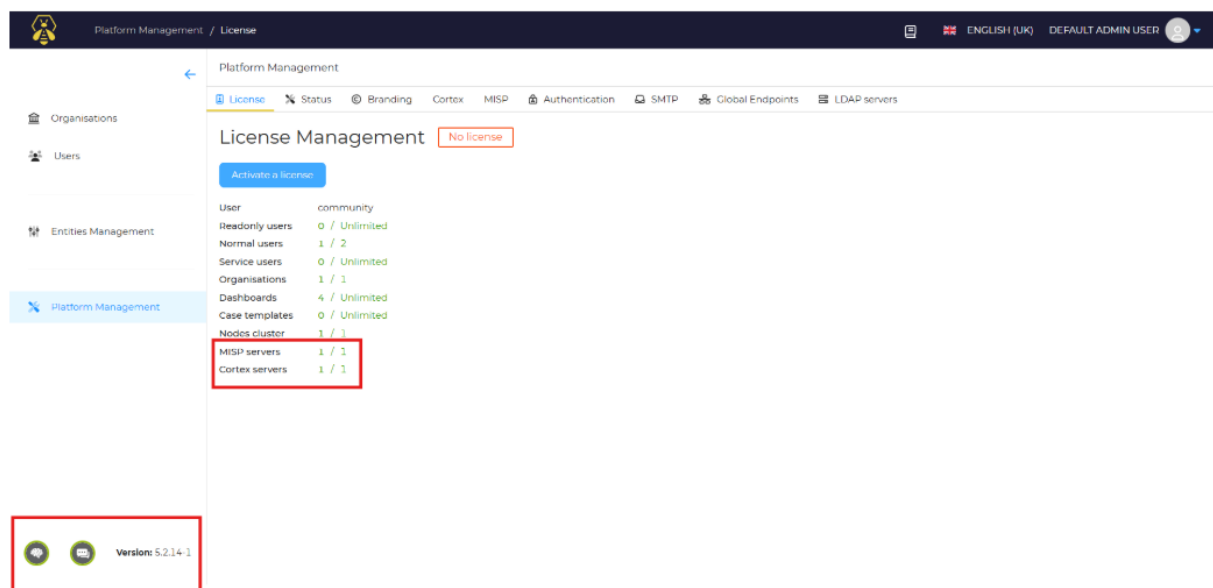 Platform Management / License
ENGLISH (UK) DEFAULT ADMIN USER
Organisations
Users
Entities Management
Platform Management
Version: 5.2.14-1
Platform Management
License Status Branding Cortex MISP Authentication SMTP Global Endpoints LDAP servers
License Management No license
Activate a license
User community
Readonly users 0 / Unlimited
Normal users 1 / 2
Service users 0 / Unlimited
Organisations 1 / 1
Dashboards 4 / Unlimited
Case templates 0 / Unlimited
Nodes cluster 1 / 1
MISP servers 1 / 1
Cortex servers 1 / 1